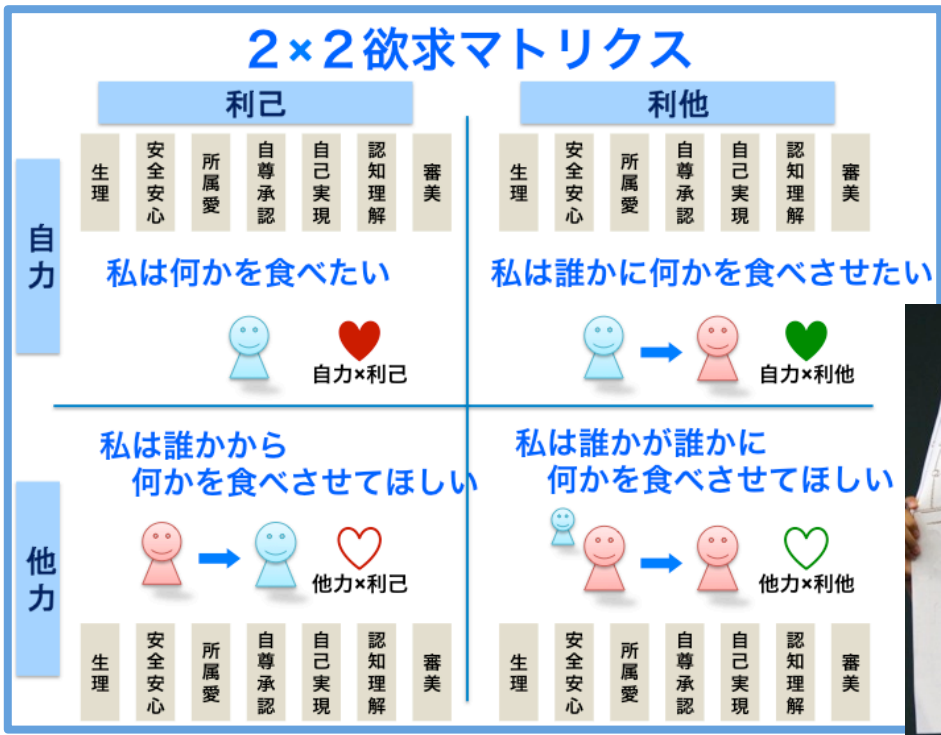 2×2欲求マトリクス
利己
利他
生理 安全安心 所属愛 自尊承認 自己実現 認知理解 審美
生理 安全安心 所属愛 自尊承認 自己実現 認知理解 審美
自力
私は何かを食べたい
私は誰かに何かを食べさせたい
自力×利己
自力×利他
他力
私は誰かから
何かを食べさせてほしい
私は誰かが誰かに
何かを食べさせてほしい
他力×利己
他力×利他
生理 安全安心 所属愛 自尊承認 自己実現 認知理解 審美
生理 安全安心 所属愛 自尊承認 自己実現 認知理解 審美